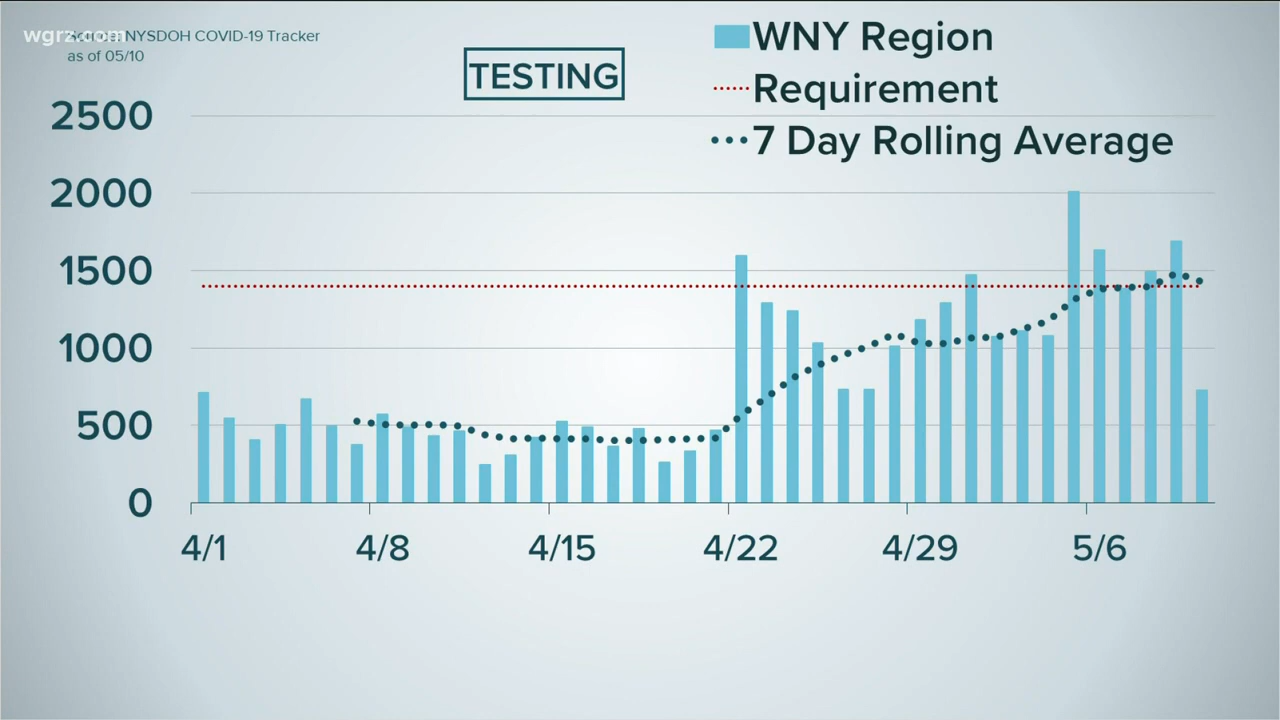 wgrz.com
NYSDOH COVID-19 Tracker
as of 05/10
TESTING
WNY Region
Requirement
7 Day Rolling Average
2500
2000
1500
1000
500
0
4/1 4/8 4/15 4/22 4/29 5/6